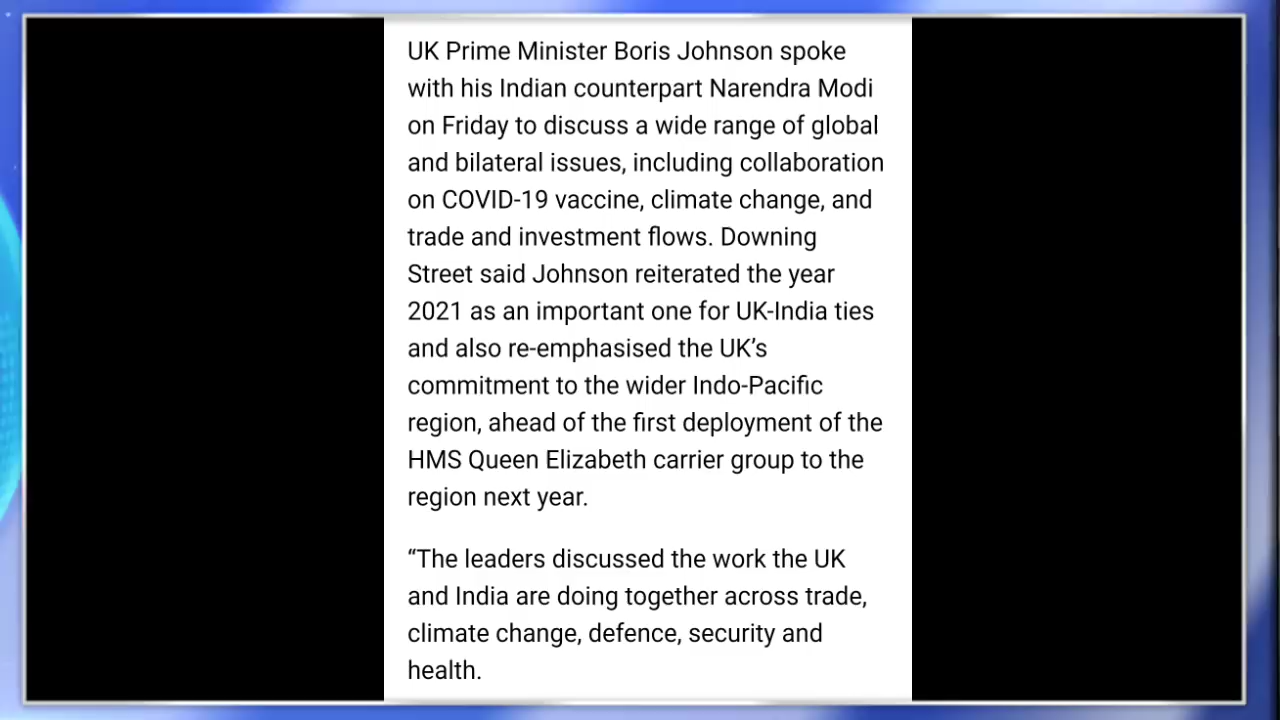 UK Prime Minister Boris Johnson spoke
with his Indian counterpart Narendra Modi
on Friday to discuss a wide range of global
and bilateral issues, including collaboration
on COVID-19 vaccine, climate change, and
trade and investment flows. Downing
Street said Johnson reiterated the year
2021 as an important one for UK-India ties
and also re-emphasised the UK’s
commitment to the wider Indo-Pacific
region, ahead of the first deployment of the
HMS Queen Elizabeth carrier group to the
region next year.
“The leaders discussed the work the UK
and India are doing together across trade,
climate change, defence, security and
health.